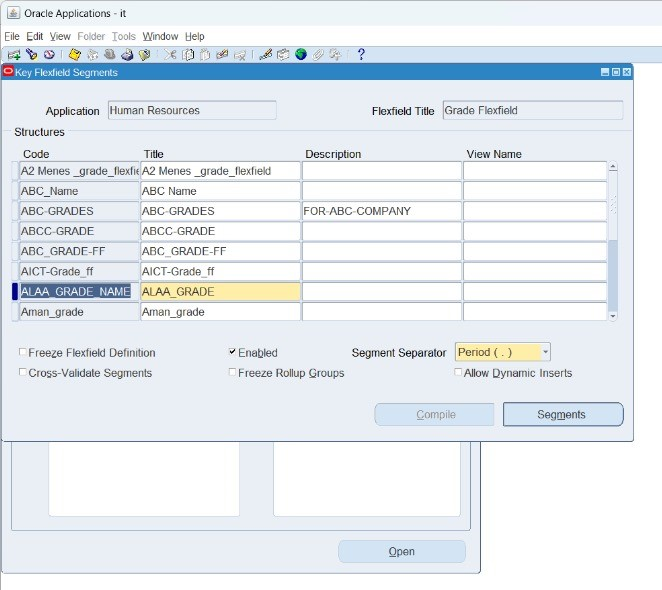 Oracle Applications - it
File Edit View Folder Tools Window Help
Key Flexfield Segments
Application Human Resources Flexfield Title Grade Flexfield
Structures
Code Title Description View Name
A2 Menes _grade_flexfie A2 Menes _grade_flexfield
ABC_Name ABC Name
ABC-GRADES ABC-GRADES FOR-ABC-COMPANY
ABCC-GRADE ABCC-GRADE
ABC_GRADE-FF ABC_GRADE-FF
AICT-Grade_ff AICT-Grade_ff
ALAA_GRADE_NAME ALAA_GRADE
Aman_grade Aman_grade
Freeze Flexfield Definition Enabled Segment Separator Period ( . )
Cross-Validate Segments Freeze Rollup Groups Allow Dynamic Inserts
Compile Segments
Open